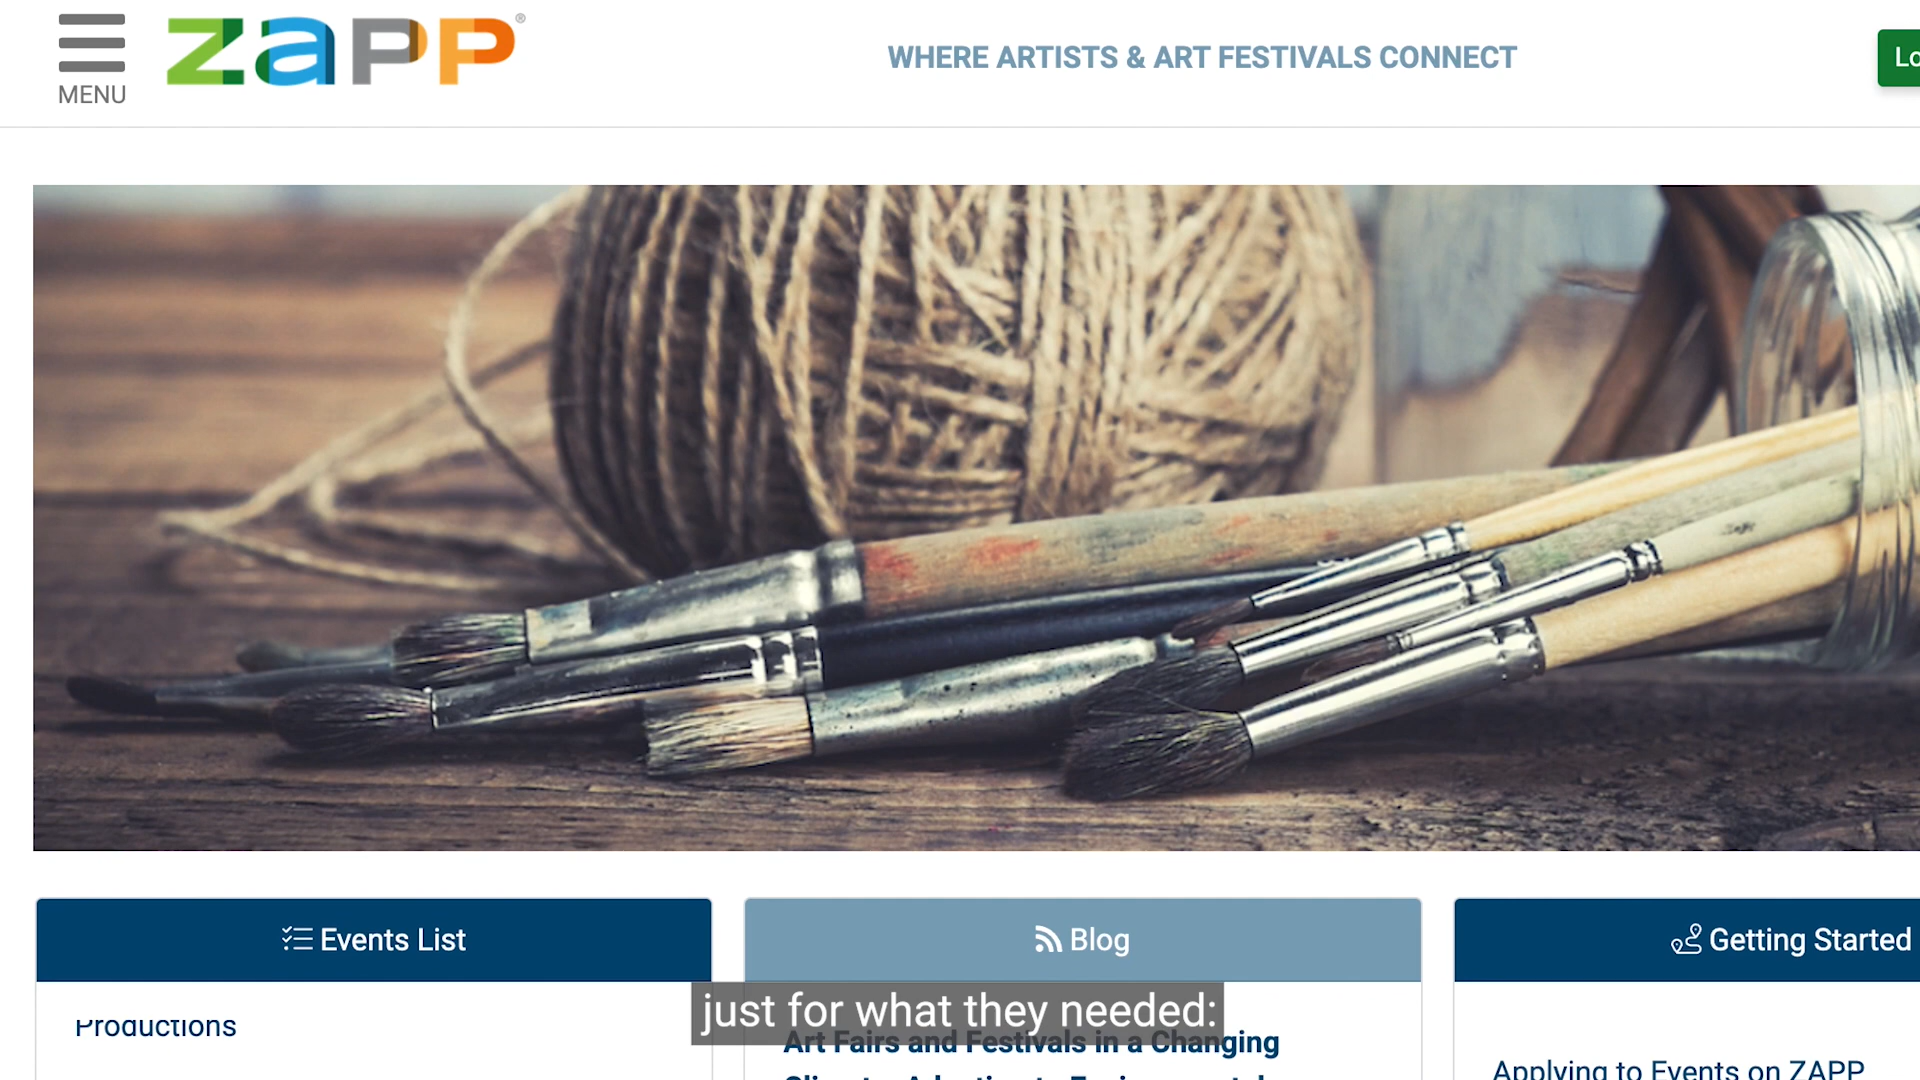 MENU
zapp®
WHERE ARTISTS & ART FESTIVALS CONNECT
Events List
Blog
Getting Started
Productions
just for what they needed:
Art Fairs and Festivals in a Changing
Applying to Events on ZAPP